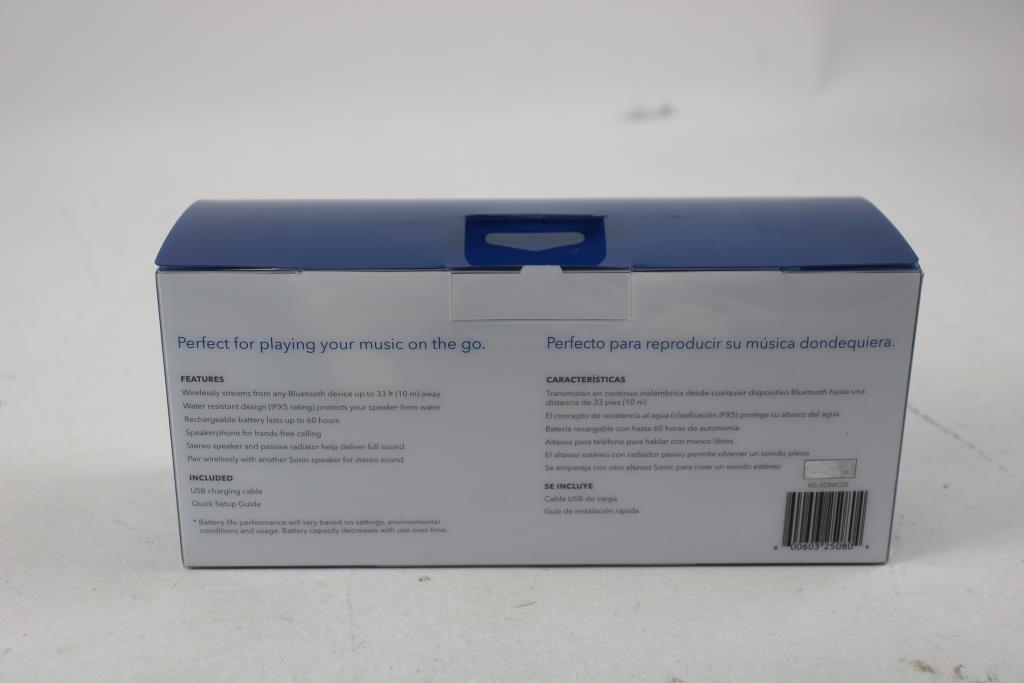 Perfect for playing your music on the go.
FEATURES
Wirelessly streams from any Bluetooth device up to 33 ft (10 m) away
Water resistant design (IPX5 rating) protects your speaker from water
Rechargeable battery lasts up to 60 hours
Speakerphone for hands-free calling
Stereo speaker and passive radiator help deliver full sound
Pair wirelessly with another Sonic speaker for stereo sound
INCLUDED
USB charging cable
Quick Setup Guide
* Battery life performance will vary based on settings, environmental
conditions and usage. Battery capacity decreases with use over time.
Perfecto para reproducir su música dondequiera.
CARACTERÍSTICAS
Transmisión en continuo inalámbrica desde cualquier dispositivo Bluetooth hasta una
distancia de 33 pies (10 m)
El concepto de resistencia al agua (clasificación IPX5) protege su altavoz del agua
Batería recargable con hasta 60 horas de autonomía
Altavoz para teléfono para hablar con manos libres
El altavoz estéreo con radiador pasivo permite obtener un sonido pleno
Se empareja con otro altavoz Sonic para crear un sonido estéreo
SE INCLUYE
Cable USB de carga
Guía de instalación rápida
NS-SONIC20
6 00603 25080 4